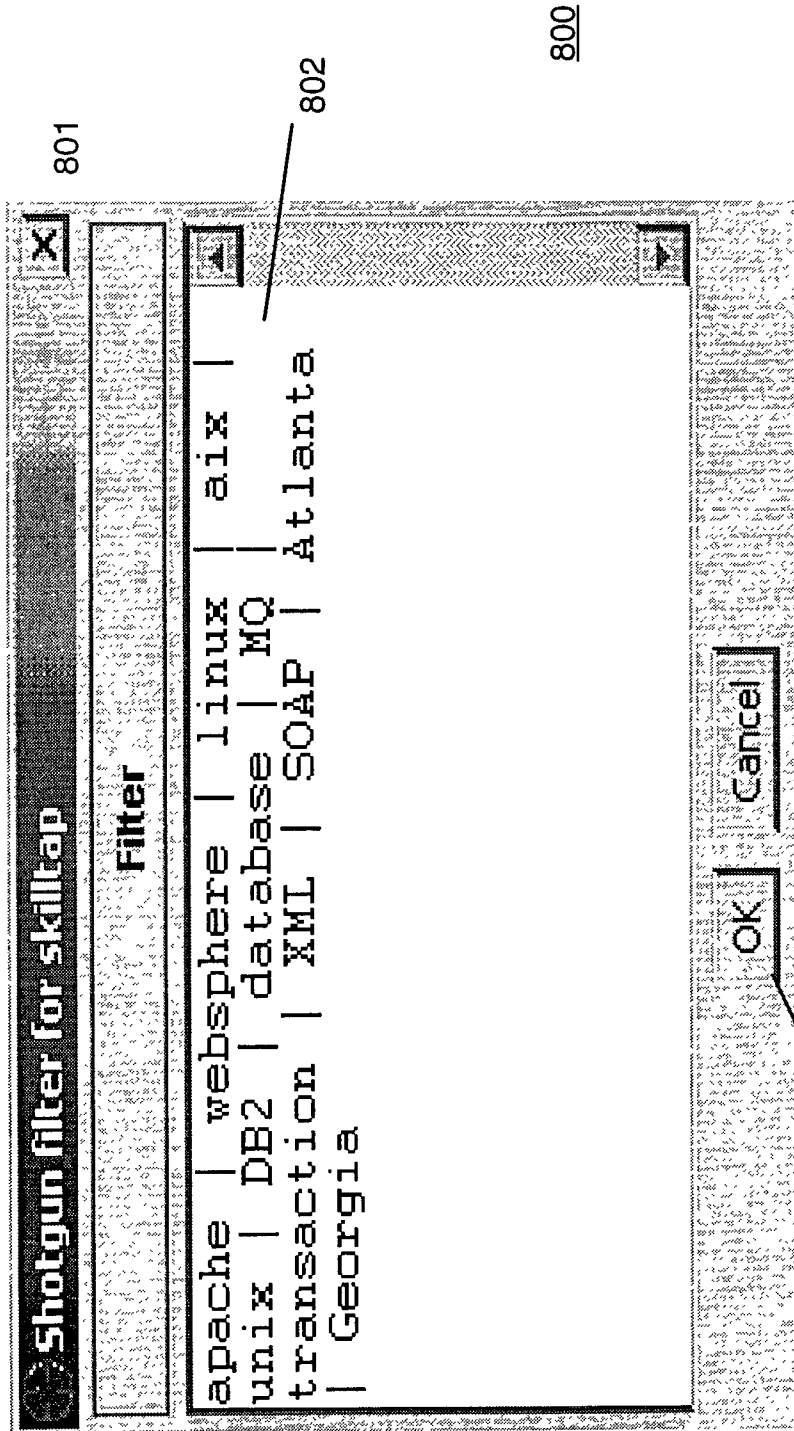 Shotgun filter for skilltap
801
Filter
apache | websphere | linux | aix |
unix | DB2 | database | MQ |
transaction | XML | SOAP | Atlanta
| Georgia
802
OK
Cancel
800